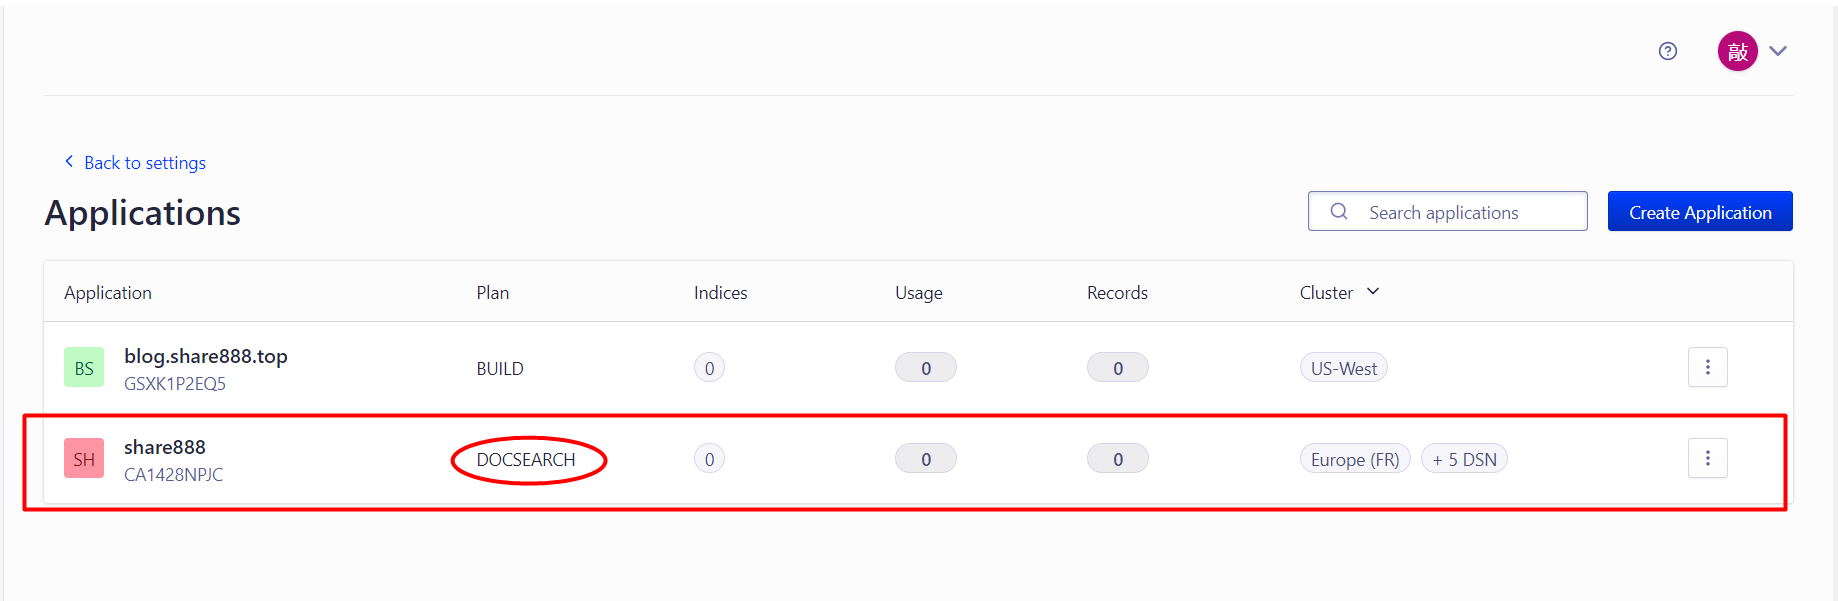 敲
Back to settings
Applications
Search applications
Create Application
Application Plan Indices Usage Records Cluster
BS blog.share888.top BUILD 0 0 0 US-West
GSXK1P2EQ5
SH share888 DOCSEARCH 0 0 0 Europe (FR) + 5 DSN
CA1428NPJC